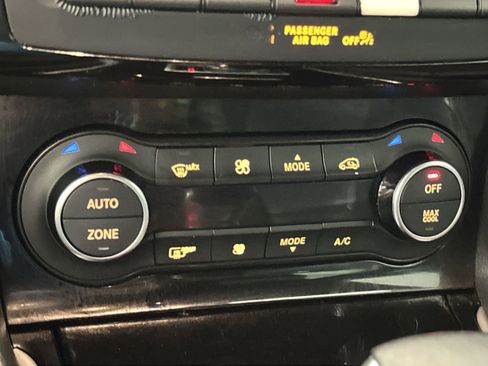 PASSENGER
AIR BAG OFF
MAX
MODE
AUTO
ZONE
OFF
MAX
COOL
MODE
A/C